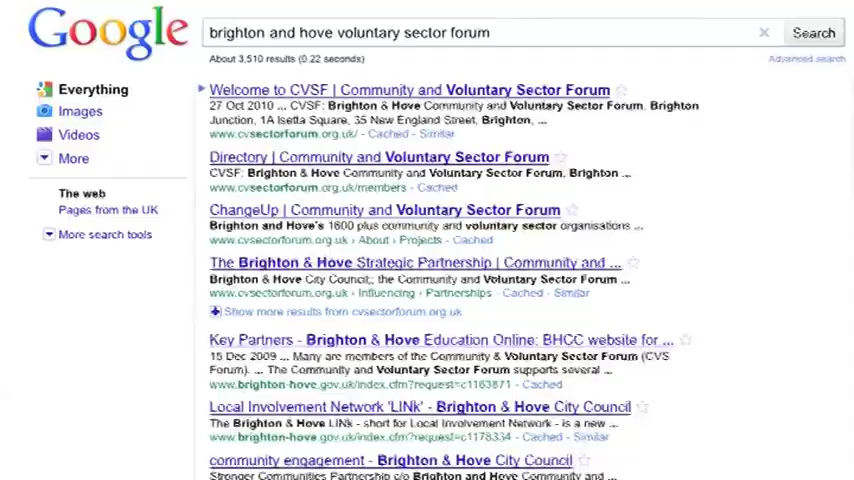 Google
brighton and hove voluntary sector forum
Search
About 3,510 results (0.22 seconds)
Advanced search
Everything
Images
Videos
More
The web
Pages from the UK
More search tools
Welcome to CVSF | Community and Voluntary Sector Forum
27 Oct 2010 ... CVSF: Brighton & Hove Community and Voluntary Sector Forum, Brighton
Junction, 1A Isetta Square, 35 New England Street, Brighton, ...
www.cvsectorforum.org.uk/ - Cached - Similar
Directory | Community and Voluntary Sector Forum
CVSF: Brighton & Hove Community and Voluntary Sector Forum, Brighton ...
www.cvsectorforum.org.uk/members - Cached
ChangeUp | Community and Voluntary Sector Forum
Brighton and Hove's 1600 plus community and voluntary sector organisations ...
www.cvsectorforum.org.uk › About › Projects - Cached
The Brighton & Hove Strategic Partnership | Community and ...
Brighton & Hove City Council;; the Community and Voluntary Sector Forum ...
www.cvsectorforum.org.uk › Influencing › Partnerships - Cached - Similar
Show more results from cvsectorforum.org.uk
Key Partners - Brighton & Hove Education Online: BHCC website for ...
15 Dec 2009 ... Many are members of the Community & Voluntary Sector Forum (CVS
Forum). ... The Community and Voluntary Sector Forum supports several ...
www.brighton-hove.gov.uk/index.cfm?request=c1163871 - Cached
Local Involvement Network 'LINk' - Brighton & Hove City Council
The Brighton & Hove LINk - short for Local Involvement Network - is a new ...
www.brighton-hove.gov.uk/index.cfm?request=c1178334 - Cached - Similar
community engagement - Brighton & Hove City Council
Stronger Communities Partnership c/o Brighton and Hove Community and ...